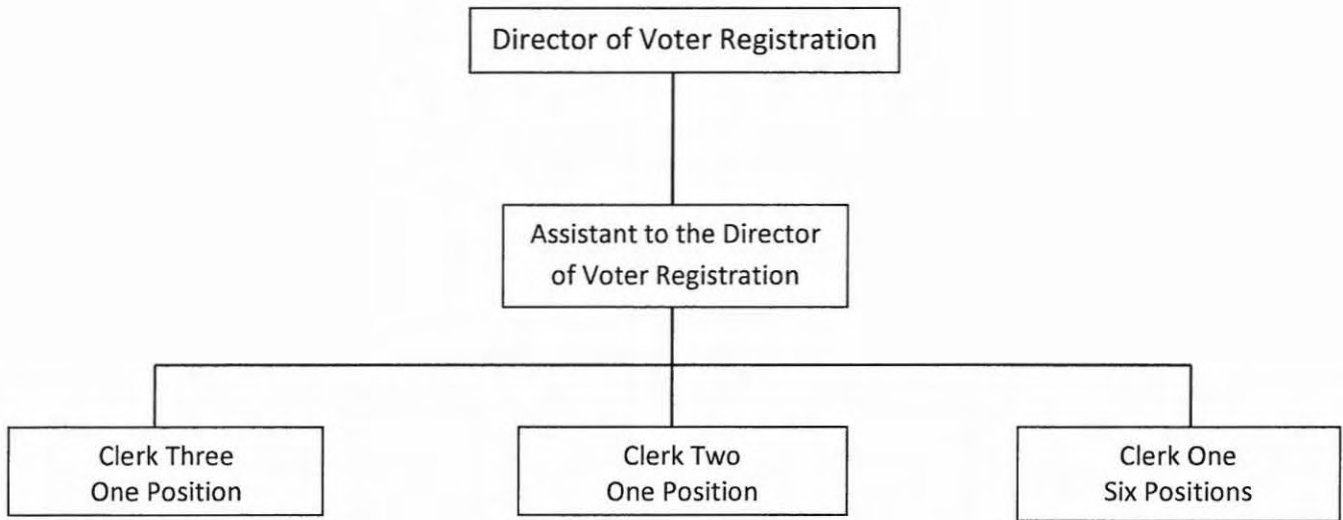 Director of Voter Registration
Assistant to the Director
of Voter Registration
Clerk Three
One Position
Clerk Two
One Position
Clerk One
Six Positions